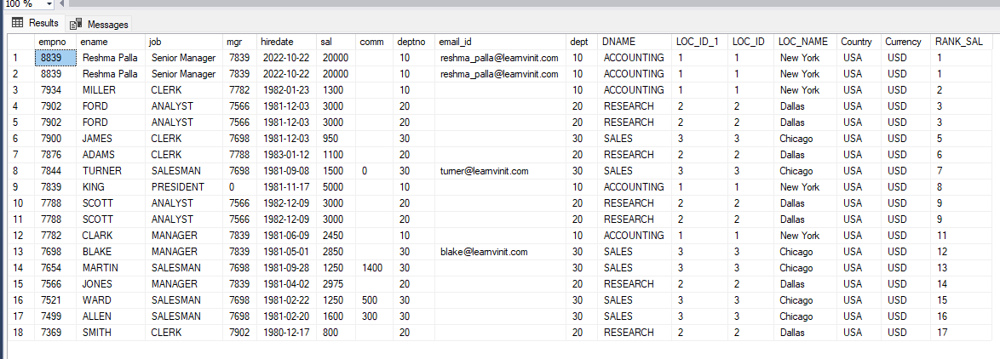 100 %
Results Messages
empno ename job mgr hiredate sal comm deptno email_id dept DNAME LOC_ID_1 LOC_ID LOC_NAME Country Currency RANK_SAL
1 8839 Reshma Palla Senior Manager 7839 2022-10-22 20000 10 reshma_palla@learnvinit.com 10 ACCOUNTING 1 1 New York USA USD 1
2 8839 Reshma Palla Senior Manager 7839 2022-10-22 20000 10 reshma_palla@learnvinit.com 10 ACCOUNTING 1 1 New York USA USD 1
3 7934 MILLER CLERK 7782 1982-01-23 1300 10 10 ACCOUNTING 1 1 New York USA USD 2
4 7902 FORD ANALYST 7566 1981-12-03 3000 20 20 RESEARCH 2 2 Dallas USA USD 3
5 7902 FORD ANALYST 7566 1981-12-03 3000 20 20 RESEARCH 2 2 Dallas USA USD 3
6 7900 JAMES CLERK 7698 1981-12-03 950 30 30 SALES 3 3 Chicago USA USD 5
7 7876 ADAMS CLERK 7788 1983-01-12 1100 20 20 RESEARCH 2 2 Dallas USA USD 6
8 7844 TURNER SALESMAN 7698 1981-09-08 1500 0 30 turner@learnvinit.com 30 SALES 3 3 Chicago USA USD 7
9 7839 KING PRESIDENT 0 1981-11-17 5000 10 10 ACCOUNTING 1 1 New York USA USD 8
10 7788 SCOTT ANALYST 7566 1982-12-09 3000 20 20 RESEARCH 2 2 Dallas USA USD 9
11 7788 SCOTT ANALYST 7566 1982-12-09 3000 20 20 RESEARCH 2 2 Dallas USA USD 9
12 7782 CLARK MANAGER 7839 1981-06-09 2450 10 10 ACCOUNTING 1 1 New York USA USD 11
13 7698 BLAKE MANAGER 7839 1981-05-01 2850 30 blake@learnvinit.com 30 SALES 3 3 Chicago USA USD 12
14 7654 MARTIN SALESMAN 7698 1981-09-28 1250 1400 30 30 SALES 3 3 Chicago USA USD 13
15 7566 JONES MANAGER 7839 1981-04-02 2975 20 20 RESEARCH 2 2 Dallas USA USD 14
16 7521 WARD SALESMAN 7698 1981-02-22 1250 500 30 30 SALES 3 3 Chicago USA USD 15
17 7499 ALLEN SALESMAN 7698 1981-02-20 1600 300 30 30 SALES 3 3 Chicago USA USD 16
18 7369 SMITH CLERK 7902 1980-12-17 800 20 20 RESEARCH 2 2 Dallas USA USD 17